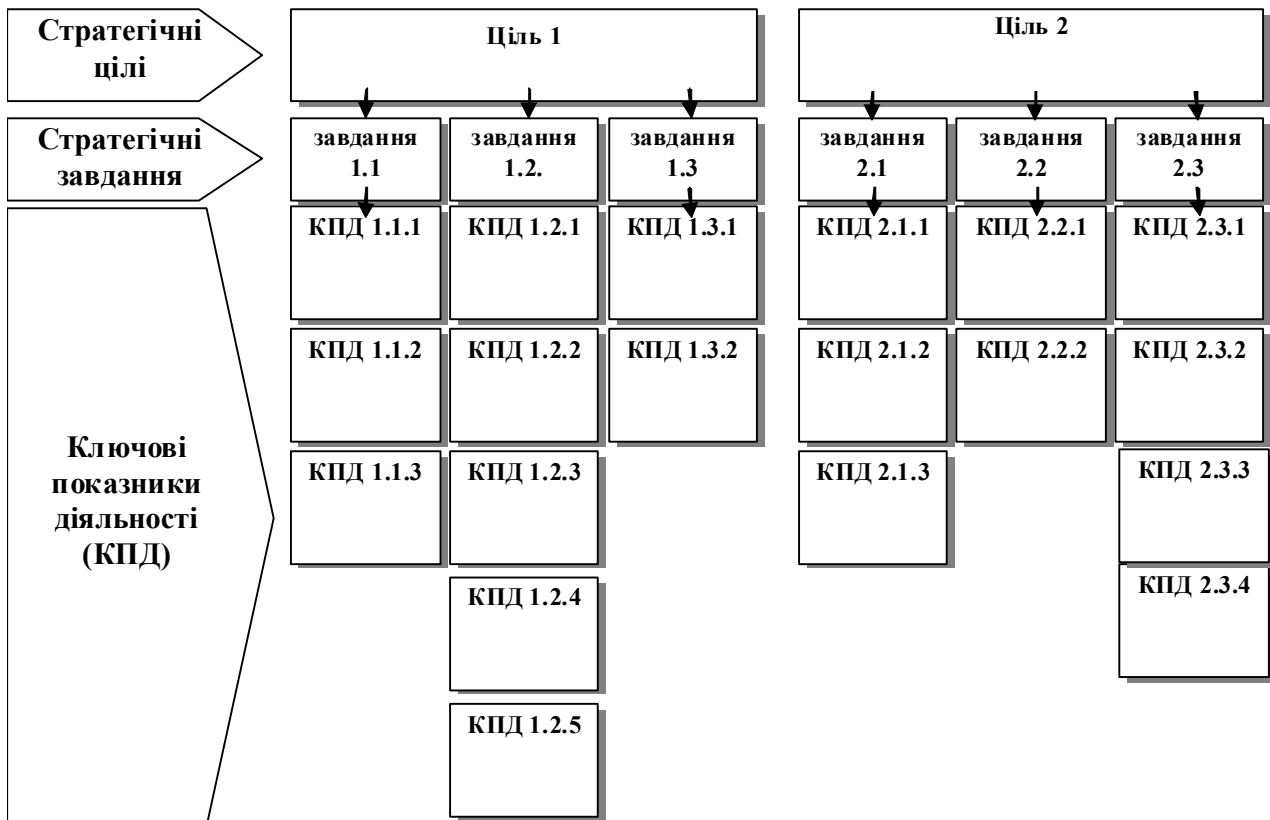 Стратегічні
цілі
Ціль 1
Ціль 2
Стратегічні
завдання
завдання
1.1
завдання
1.2.
завдання
1.3
завдання
2.1
завдання
2.2
завдання
2.3
Ключові
показники
діяльності
(КПД)
КПД 1.1.1
КПД 1.2.1
КПД 1.3.1
КПД 2.1.1
КПД 2.2.1
КПД 2.3.1
КПД 1.1.2
КПД 1.2.2
КПД 1.3.2
КПД 2.1.2
КПД 2.2.2
КПД 2.3.2
КПД 1.1.3
КПД 1.2.3
КПД 2.1.3
КПД 2.3.3
КПД 1.2.4
КПД 2.3.4
КПД 1.2.5